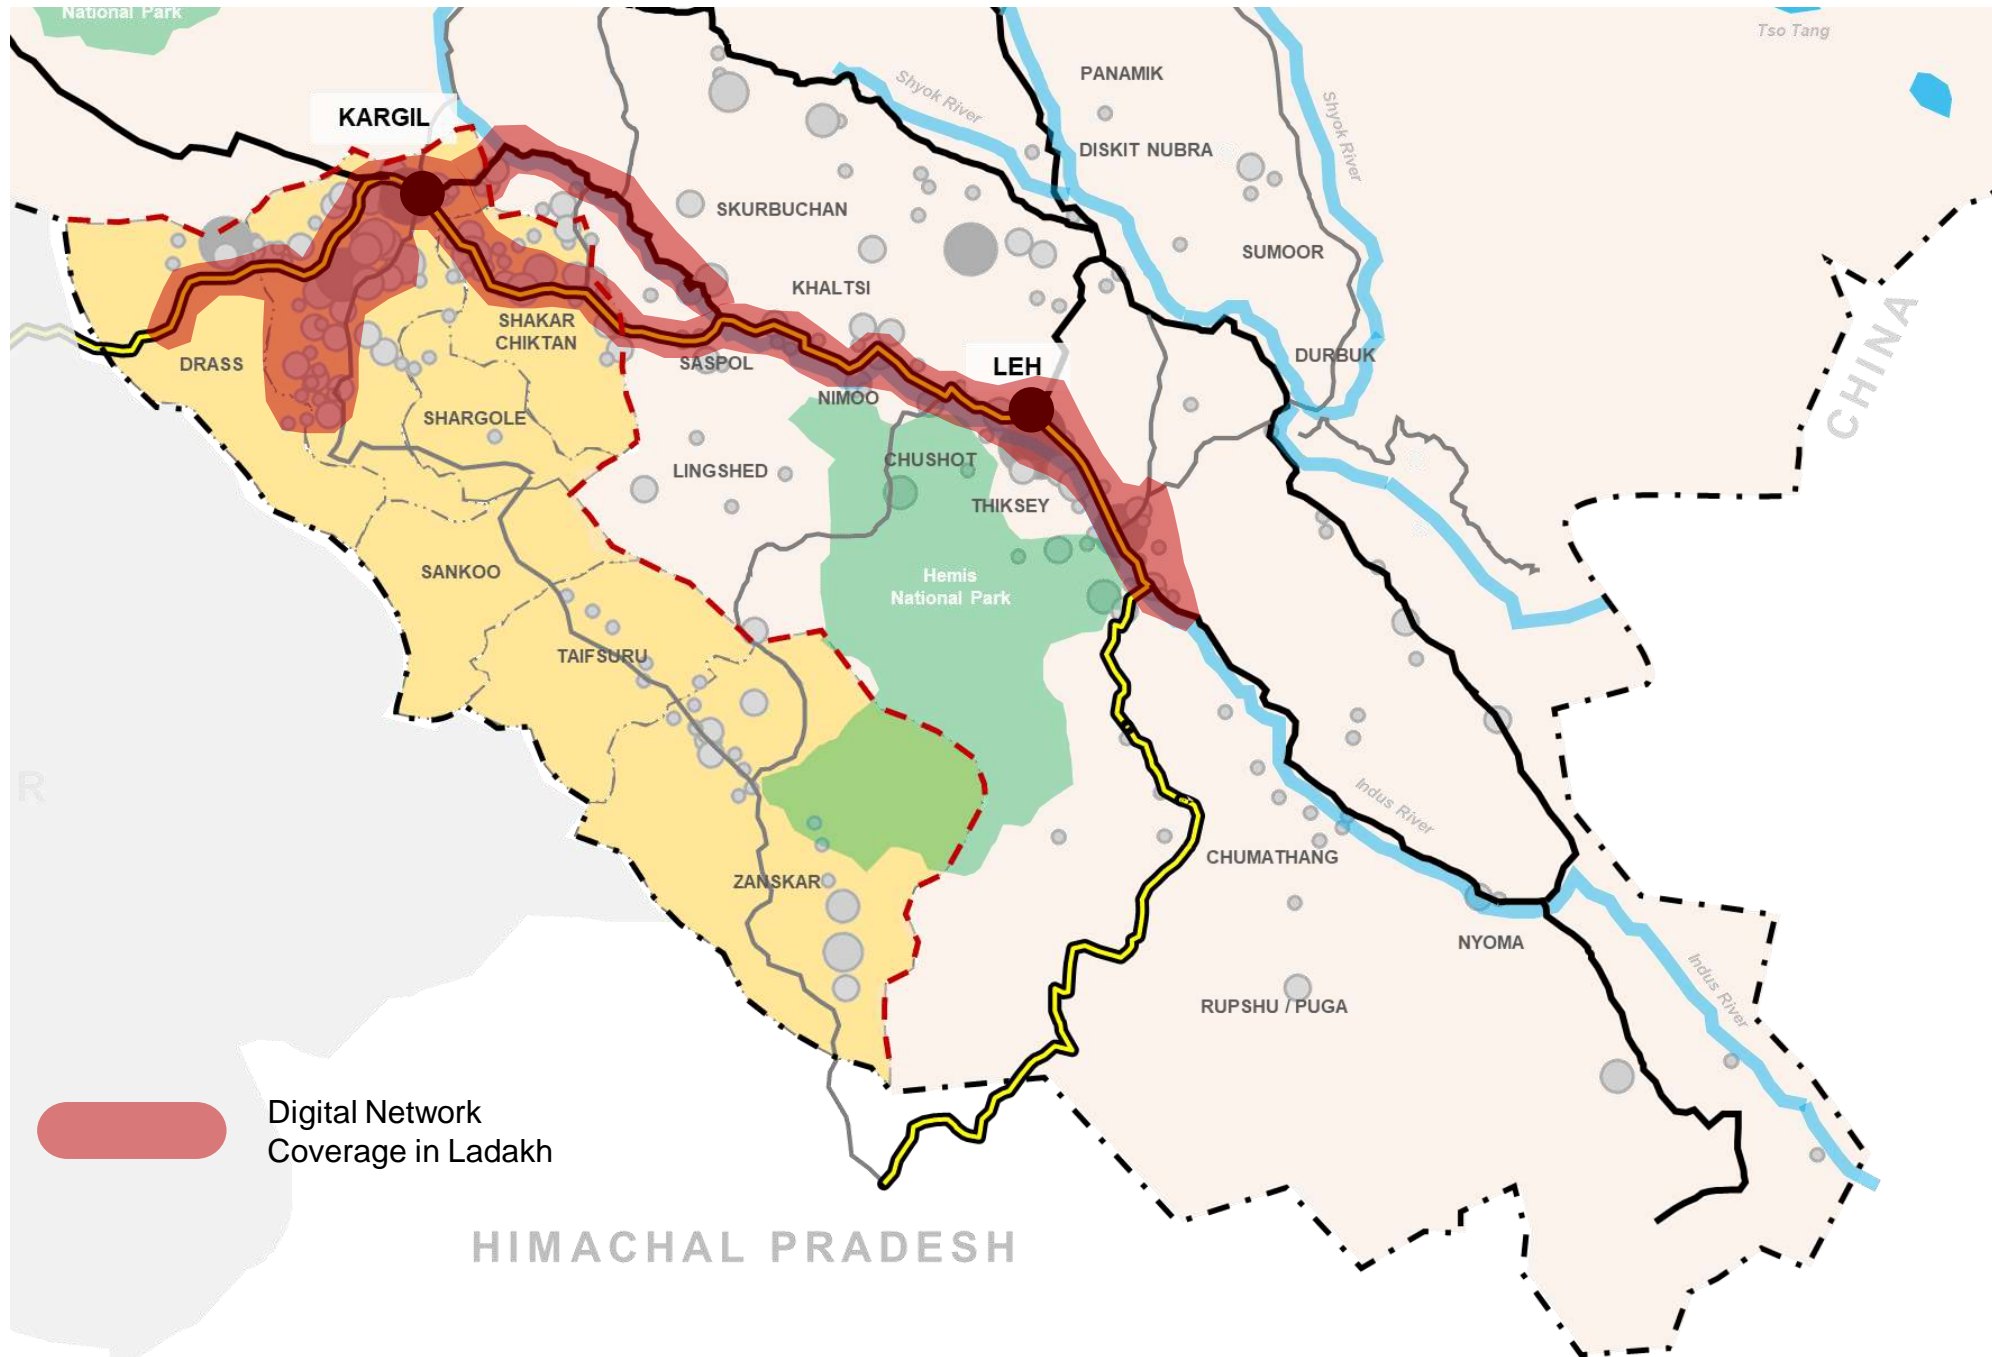 National Park
Tso Tang
PANAMIK
Shyok River
KARGIL
Shyok River
DISKIT NUBRA
SKURBUCHAN
SUMOOR
KHALTSI
CHINA
SHAKAR
CHIKTAN
DRASS
SASPOL
LEH
DURBUK
NIMOO
SHARGOLE
CHUSHOT
LINGSHED
THIKSEY
SANKOO
Hemis
National Park
TAIFSURU
R
Indus River
CHUMATHANG
ZANSKAR
NYOMA
Indus River
RUPSHU / PUGA
Digital Network
Coverage in Ladakh
HIMACHAL PRADESH